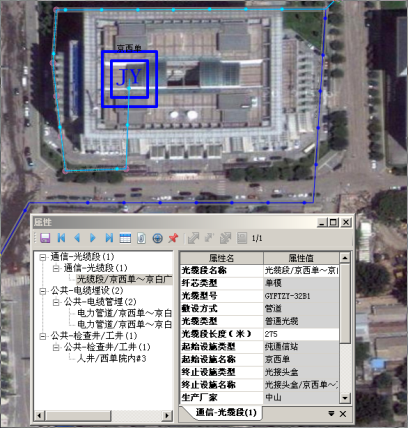 京西单
JY
属性
1/1
通信-光缆段(1)
通信-光缆段(1)
光缆段/京西单～京白广
公共-电缆埋设(2)
公共-电缆管理(2)
电力管道/京西单～京白
电力管道/京西单～京白
公共-检查井/工井(1)
公共-检查井/工井(1)
人井/西单院内#3
属性名 属性值
光缆段名称 光缆段/京西单～京
纤芯类型 单模
光缆型号 GYFTZY-32B1
敷设方式 管道
光缆类型 普通光缆
光缆段长度(米) 275
起始设施类型 纯通信站
起始设施名称 京西单
终止设施类型 光接头盒
终止设施名称 光接头盒/京西单～
生产厂家 中山
通信-光缆段(1)